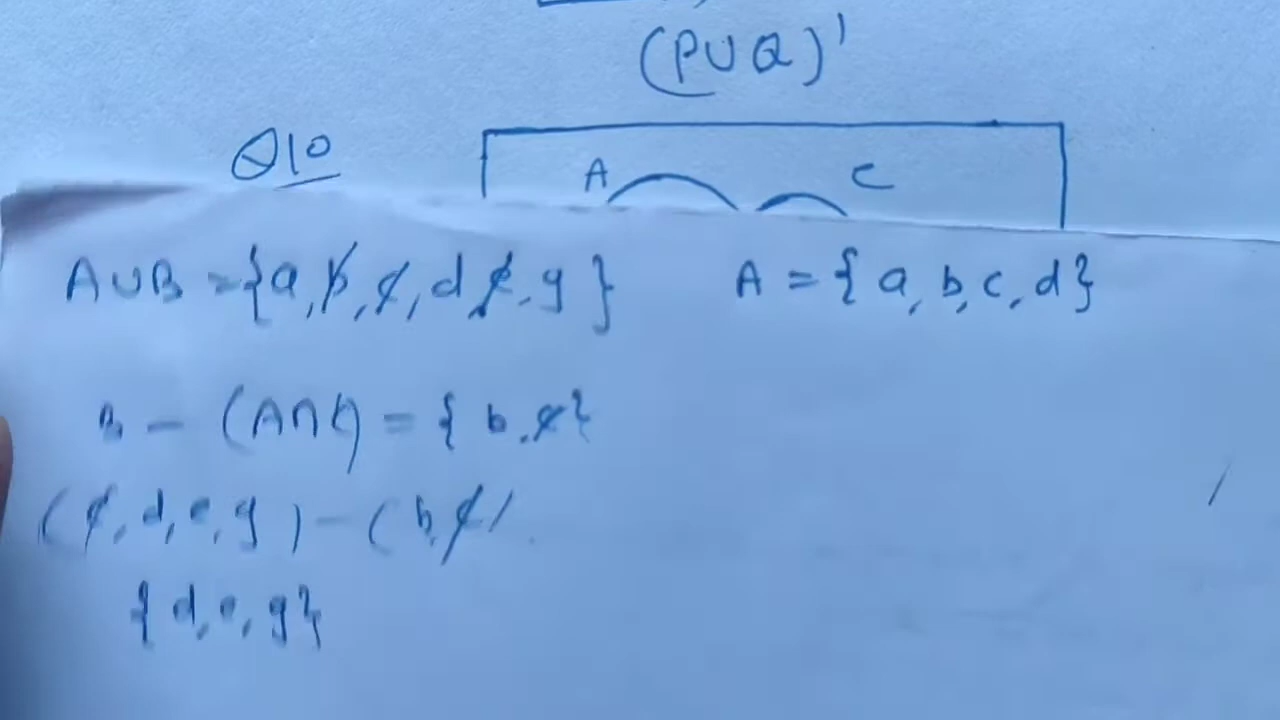 (P∪Q)'
Q10
A C
A∪B = {a, b, c, d, e, g} A = {a, b, c, d}
B - (A∩C) = {b, c}
(c, d, e, g) - (b, c)
{d, e, g}